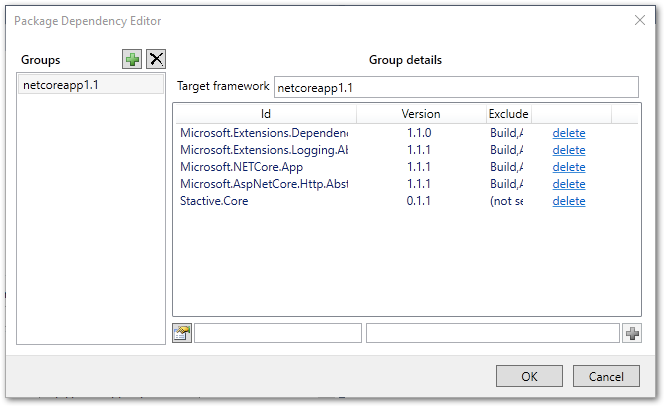 Package Dependency Editor
Groups
Group details
netcoreapp1.1
Target framework netcoreapp1.1
Id Version Exclude
Microsoft.Extensions.Dependenc 1.1.0 Build,A delete
Microsoft.Extensions.Logging.Ab 1.1.1 Build,A delete
Microsoft.NETCore.App 1.1.1 Build,A delete
Microsoft.AspNetCore.Http.Abst 1.1.1 Build,A delete
Stactive.Core 0.1.1 (not se delete
OK Cancel